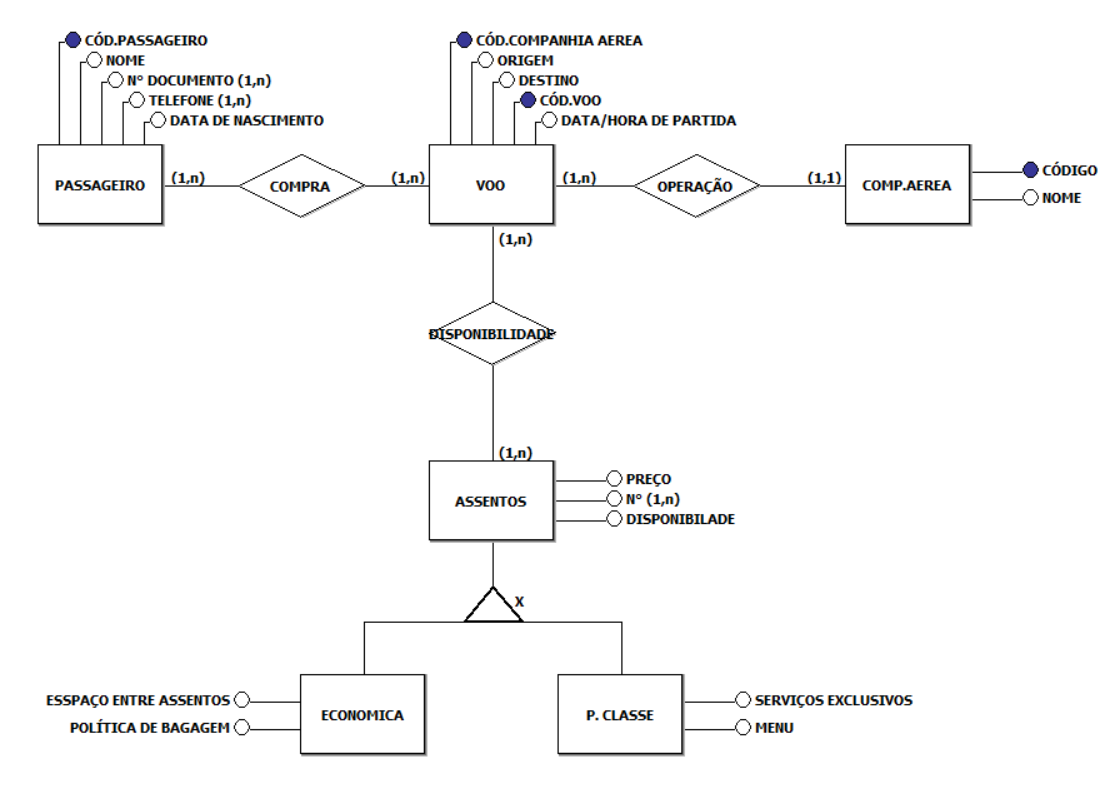 CÓD.PASSAGEIRO
NOME
N° DOCUMENTO (1,n)
TELEFONE (1,n)
DATA DE NASCIMENTO
CÓD.COMPANHIA AEREA
ORIGEM
DESTINO
CÓD.VOO
DATA/HORA DE PARTIDA
PASSAGEIRO
(1,n)
COMPRA
(1,n)
VOO
(1,n)
OPERAÇÃO
(1,1)
COMP.AEREA
CÓDIGO
NOME
(1,n)
DISPONIBILIDADE
(1,n)
ASSENTOS
PREÇO
N° (1,n)
DISPONIBILADE
X
ESSPAÇO ENTRE ASSENTOS
POLÍTICA DE BAGAGEM
ECONOMICA
P. CLASSE
SERVIÇOS EXCLUSIVOS
MENU